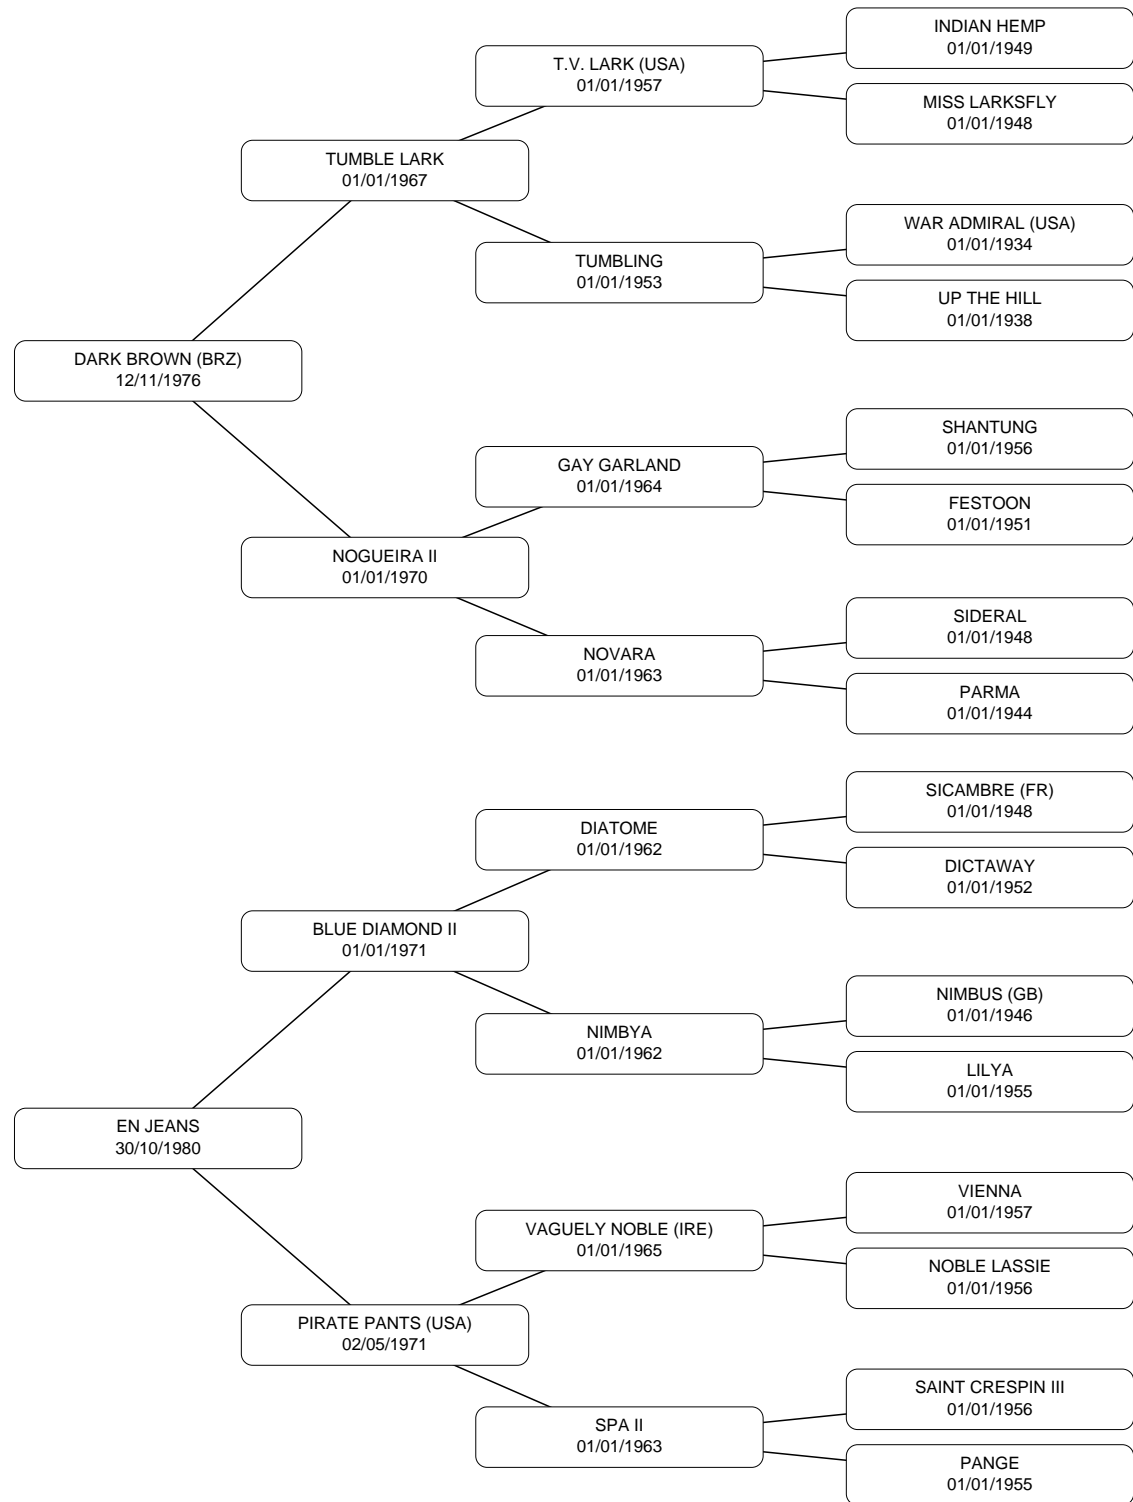 INDIAN HEMP
01/01/1949
T.V. LARK (USA)
01/01/1957
MISS LARKSFLY
01/01/1948
TUMBLE LARK
01/01/1967
WAR ADMIRAL (USA)
01/01/1934
TUMBLING
01/01/1953
UP THE HILL
01/01/1938
DARK BROWN (BRZ)
12/11/1976
SHANTUNG
01/01/1956
GAY GARLAND
01/01/1964
FESTOON
01/01/1951
NOGUEIRA II
01/01/1970
SIDERAL
01/01/1948
NOVARA
01/01/1963
PARMA
01/01/1944
SICAMBRE (FR)
01/01/1948
DIATOME
01/01/1962
DICTAWAY
01/01/1952
BLUE DIAMOND II
01/01/1971
NIMBUS (GB)
01/01/1946
NIMBYA
01/01/1962
LILYA
01/01/1955
EN JEANS
30/10/1980
VIENNA
01/01/1957
VAGUELY NOBLE (IRE)
01/01/1965
NOBLE LASSIE
01/01/1956
PIRATE PANTS (USA)
02/05/1971
SAINT CRESPIN III
01/01/1956
SPA II
01/01/1963
PANGE
01/01/1955